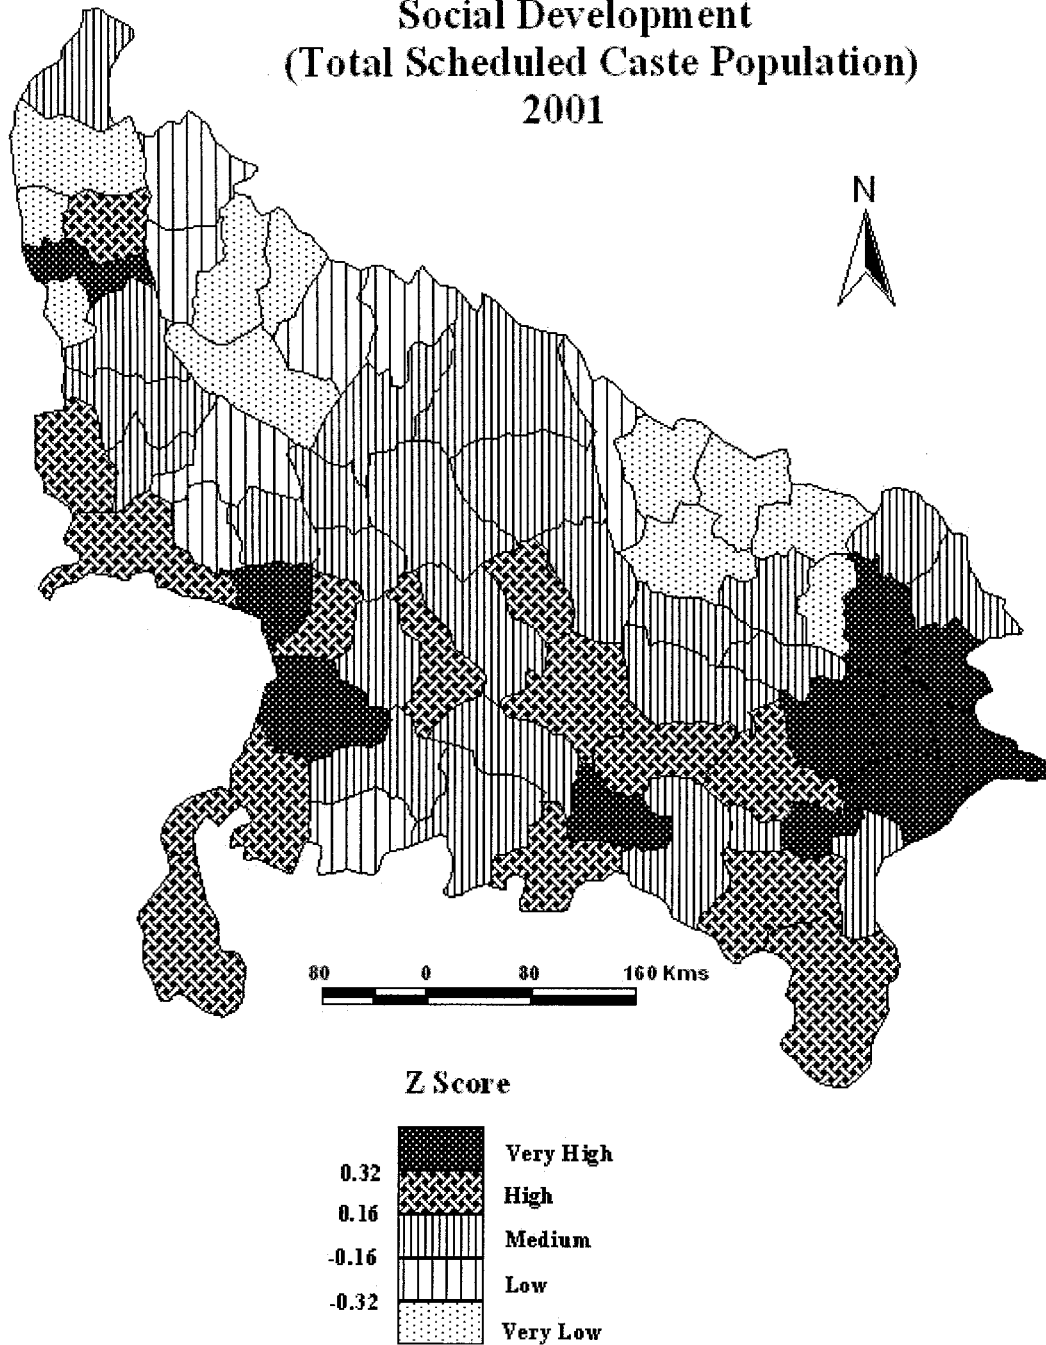 Social Development
(Total Scheduled Caste Population)
2001
N
80 0 80 160 Kms
Z Score
Very High
0.32
High
0.16
Medium
-0.16
Low
-0.32
Very Low